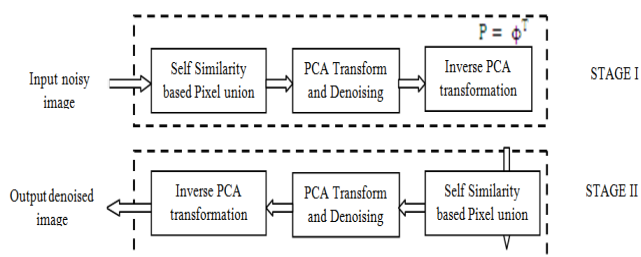 P = ϕᵀ
Input noisy
image
Self Similarity
based Pixel union
PCA Transform
and Denoising
Inverse PCA
transformation
STAGE I
Output denoised
image
Inverse PCA
transformation
PCA Transform
and Denoising
Self Similarity
based Pixel union
STAGE II